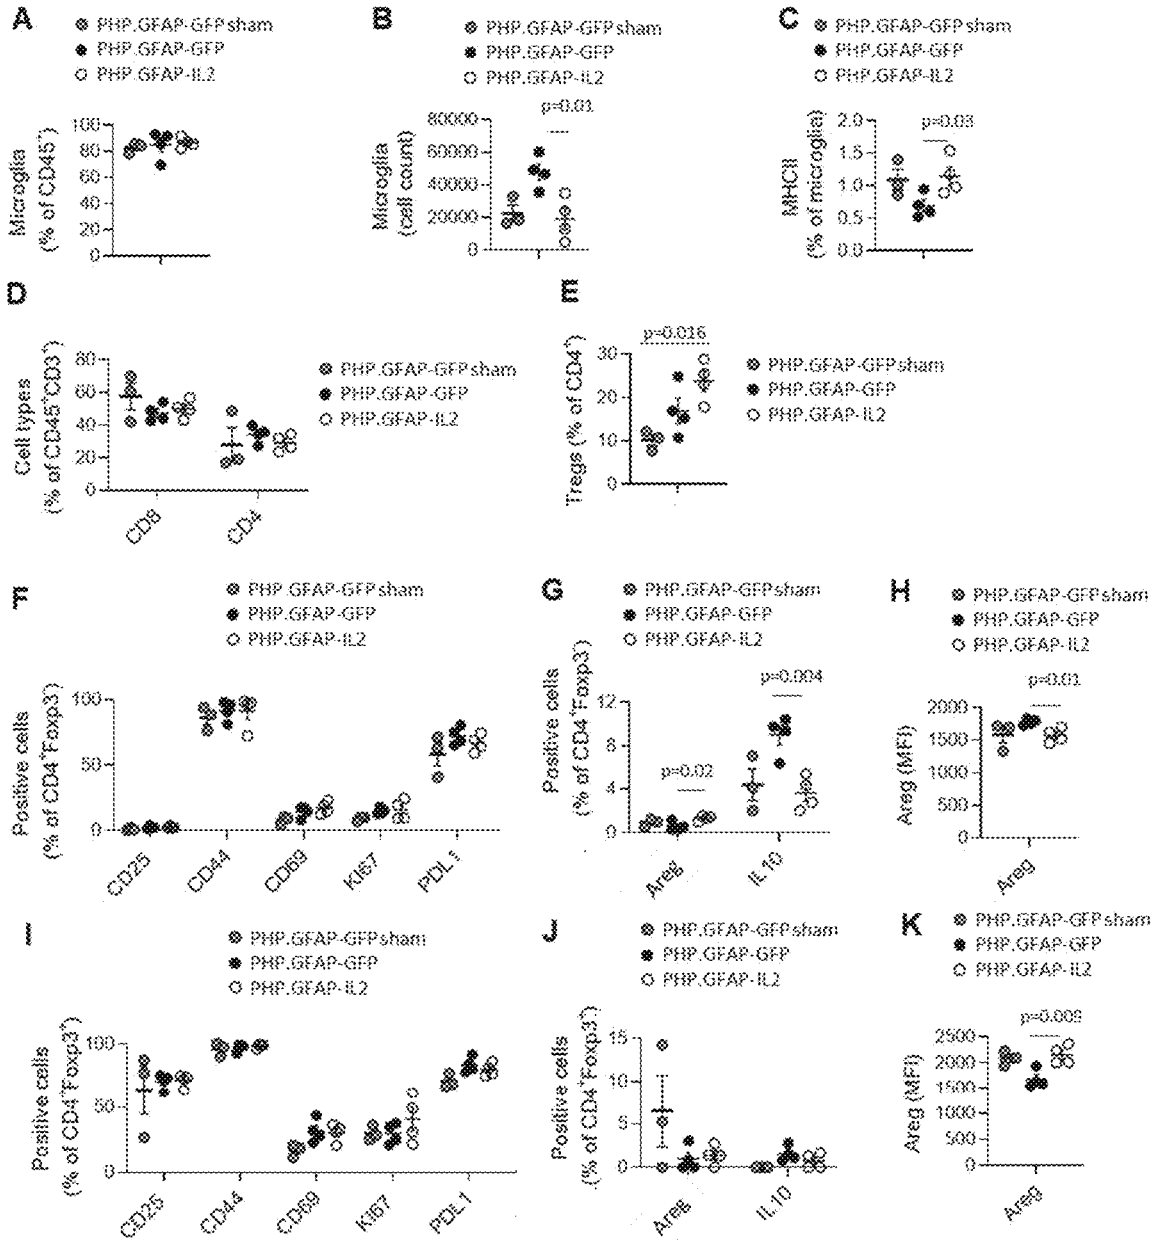 A
PHP.GFAP-GFP sham
PHP.GFAP-GFP
PHP.GFAP-IL2
Microglia
(% of CD45+)
100
80
60
40
20
0
B
PHP.GFAP-GFP sham
PHP.GFAP-GFP
PHP.GFAP-IL2
p=0.01
Microglia
(cell count)
80000
60000
40000
20000
0
C
PHP.GFAP-GFP sham
PHP.GFAP-GFP
PHP.GFAP-IL2
p=0.03
MHCII
(% of microglia)
2.0
1.5
1.0
0.5
0.0
D
Cell types
(% of CD45+CD3+)
80
60
40
20
0
CD8
CD4
PHP.GFAP-GFP sham
PHP.GFAP-GFP
PHP.GFAP-IL2
E
p=0.016
Tregs (% of CD4+)
30
20
10
0
PHP.GFAP-GFP sham
PHP.GFAP-GFP
PHP.GFAP-IL2
F
PHP.GFAP-GFP sham
PHP.GFAP-GFP
PHP.GFAP-IL2
Positive cells
(% of CD4+Foxp3-)
100
50
0
CD25
CD44
CD69
KI67
PDL1
G
PHP.GFAP-GFP sham
PHP.GFAP-GFP
PHP.GFAP-IL2
p=0.004
p=0.02
Positive cells
(% of CD4+Foxp3-)
12
8
4
0
Areg
IL10
H
PHP.GFAP-GFP sham
PHP.GFAP-GFP
PHP.GFAP-IL2
p=0.01
Areg (MFI)
2000
1500
1000
500
0
Areg
I
PHP.GFAP-GFP sham
PHP.GFAP-GFP
PHP.GFAP-IL2
Positive cells
(% of CD4+Foxp3+)
100
50
0
CD25
CD44
CD69
KI67
PDL1
J
PHP.GFAP-GFP sham
PHP.GFAP-GFP
PHP.GFAP-IL2
Positive cells
(% of CD4+Foxp3+)
15
10
5
0
Areg
IL10
K
PHP.GFAP-GFP sham
PHP.GFAP-GFP
PHP.GFAP-IL2
p=0.009
Areg (MFI)
2500
2000
1500
1000
500
0
Areg